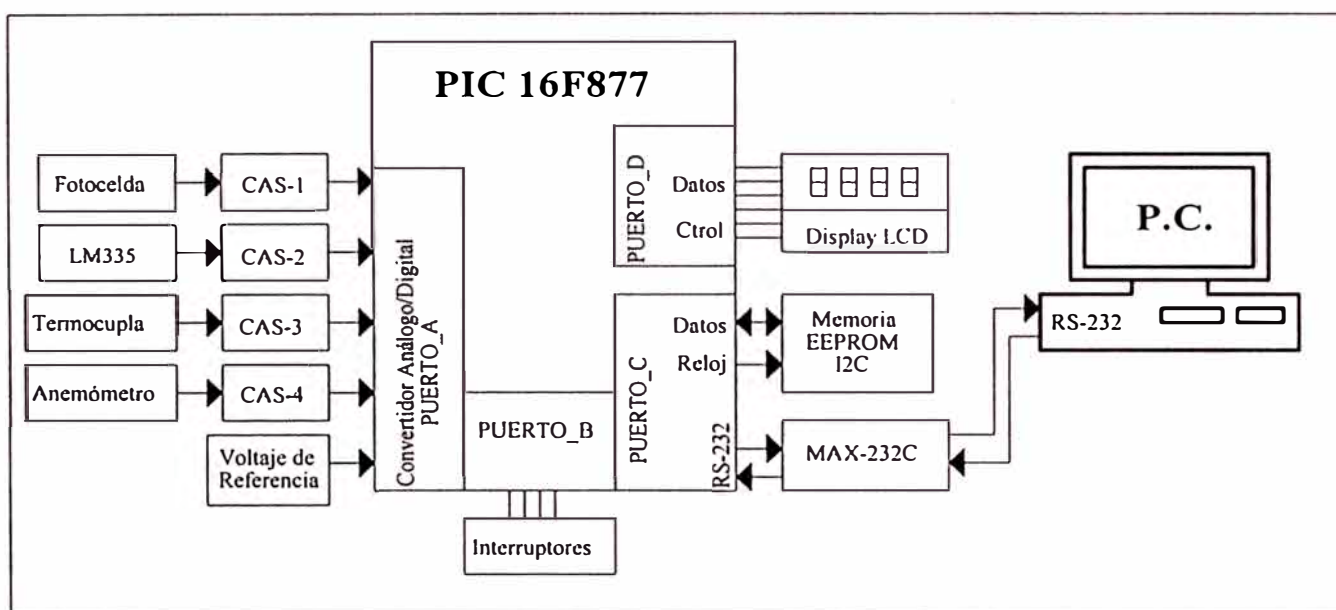 PIC 16F877
Fotocelda
CAS-1
LM335
CAS-2
Termocupla
CAS-3
Anemómetro
CAS-4
Voltaje de
Referencia
Convertidor Análogo/Digital
PUERTO_A
PUERTO_B
Interruptores
PUERTO_D
Datos
Ctrol
Display LCD
PUERTO_C
Datos
Reloj
RS-232
Memoria
EEPROM
I2C
MAX-232C
P.C.
RS-232